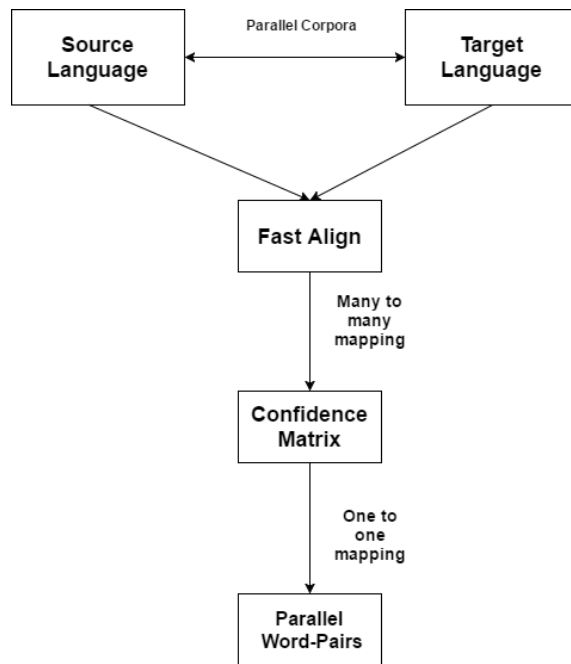 Parallel Corpora
Source
Language
Target
Language
Fast Align
Many to
many
mapping
Confidence
Matrix
One to
one
mapping
Parallel
Word-Pairs